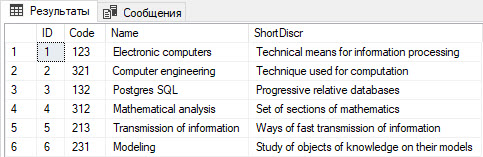 Результаты Сообщения
ID Code Name ShortDiscr
1 1 123 Electronic computers Technical means for information processing
2 2 321 Computer engineering Technique used for computation
3 3 132 Postgres SQL Progressive relative databases
4 4 312 Mathematical analysis Set of sections of mathematics
5 5 213 Transmission of information Ways of fast transmission of information
6 6 231 Modeling Study of objects of knowledge on their models